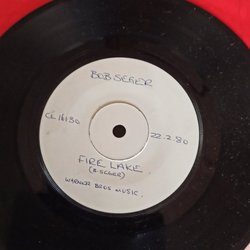 BOB SEGER
CL 16130
22.2.80
FIRE LAKE.
(B. SEGER)
WARNER BROS MUSIC.